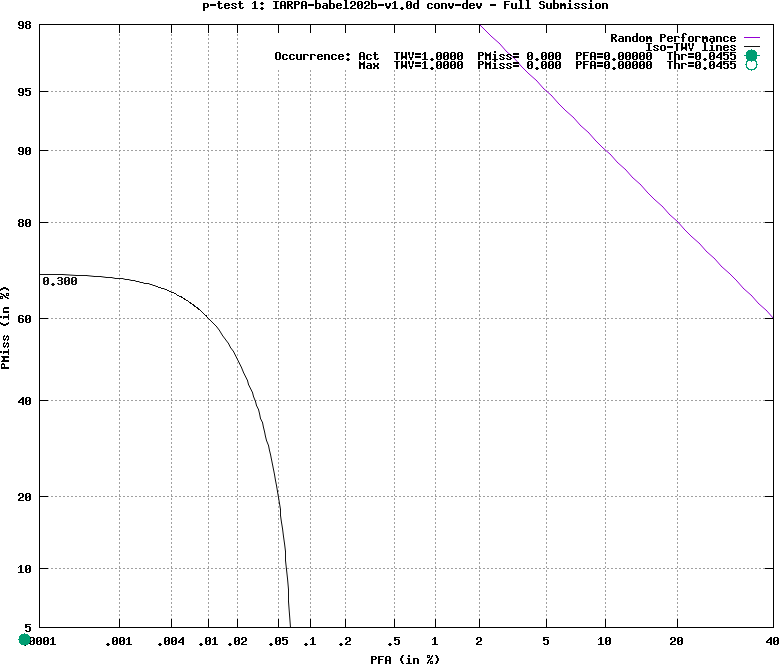 p-test 1: IARPA-babel202b-v1.0d conv-dev - Full Submission
Random Performance
Iso-TWV lines
Occurrence: Act TWV=1.0000 PMiss= 0.000 PFA=0.00000 Thr=0.0455
Max TWV=1.0000 PMiss= 0.000 PFA=0.00000 Thr=0.0455
98
95
90
80
60
40
20
10
5
0.300
PMiss (in %)
0001 .001 .004 .01 .02 .05 .1 .2 .5 1 2 5 10 20 40
PFA (in %)